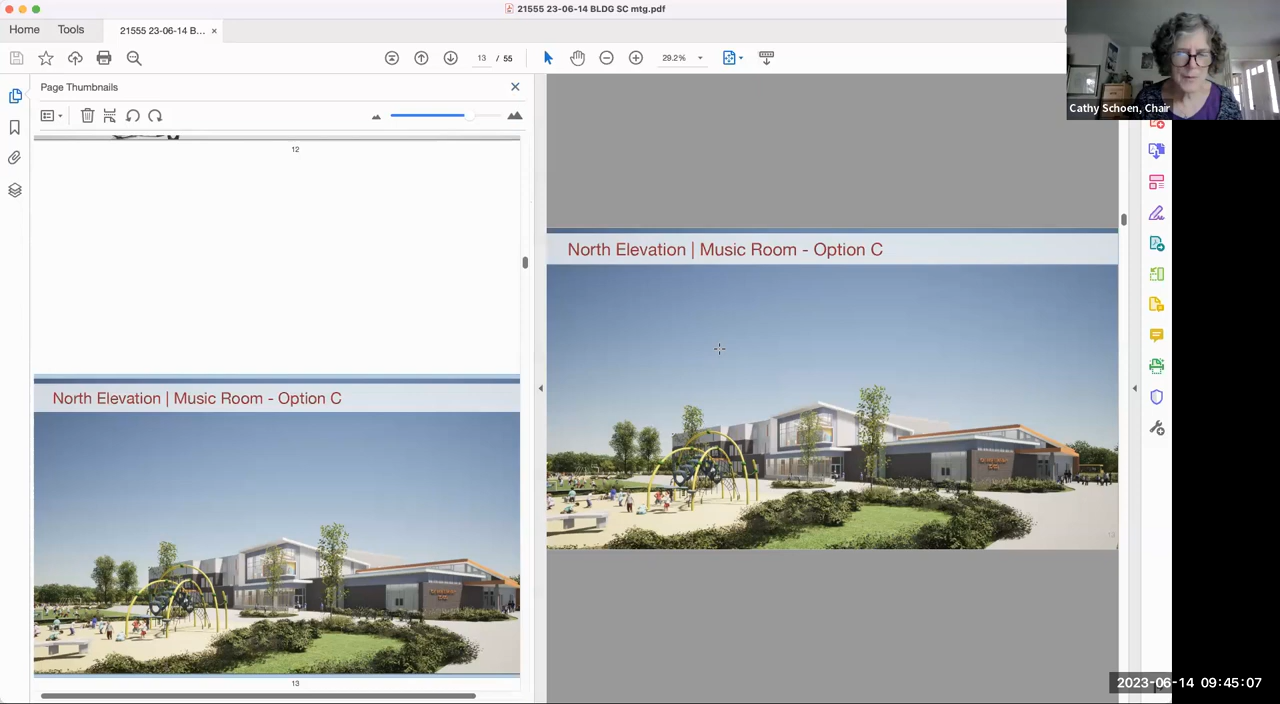 21555 23-06-14 BLDG SC mtg.pdf
Home
Tools
21555 23-06-14 B...
13 / 55
29.2%
Cathy Schoen, Chair
Page Thumbnails
12
North Elevation | Music Room - Option C
13
North Elevation | Music Room - Option C
13
2023-06-14 09:45:07